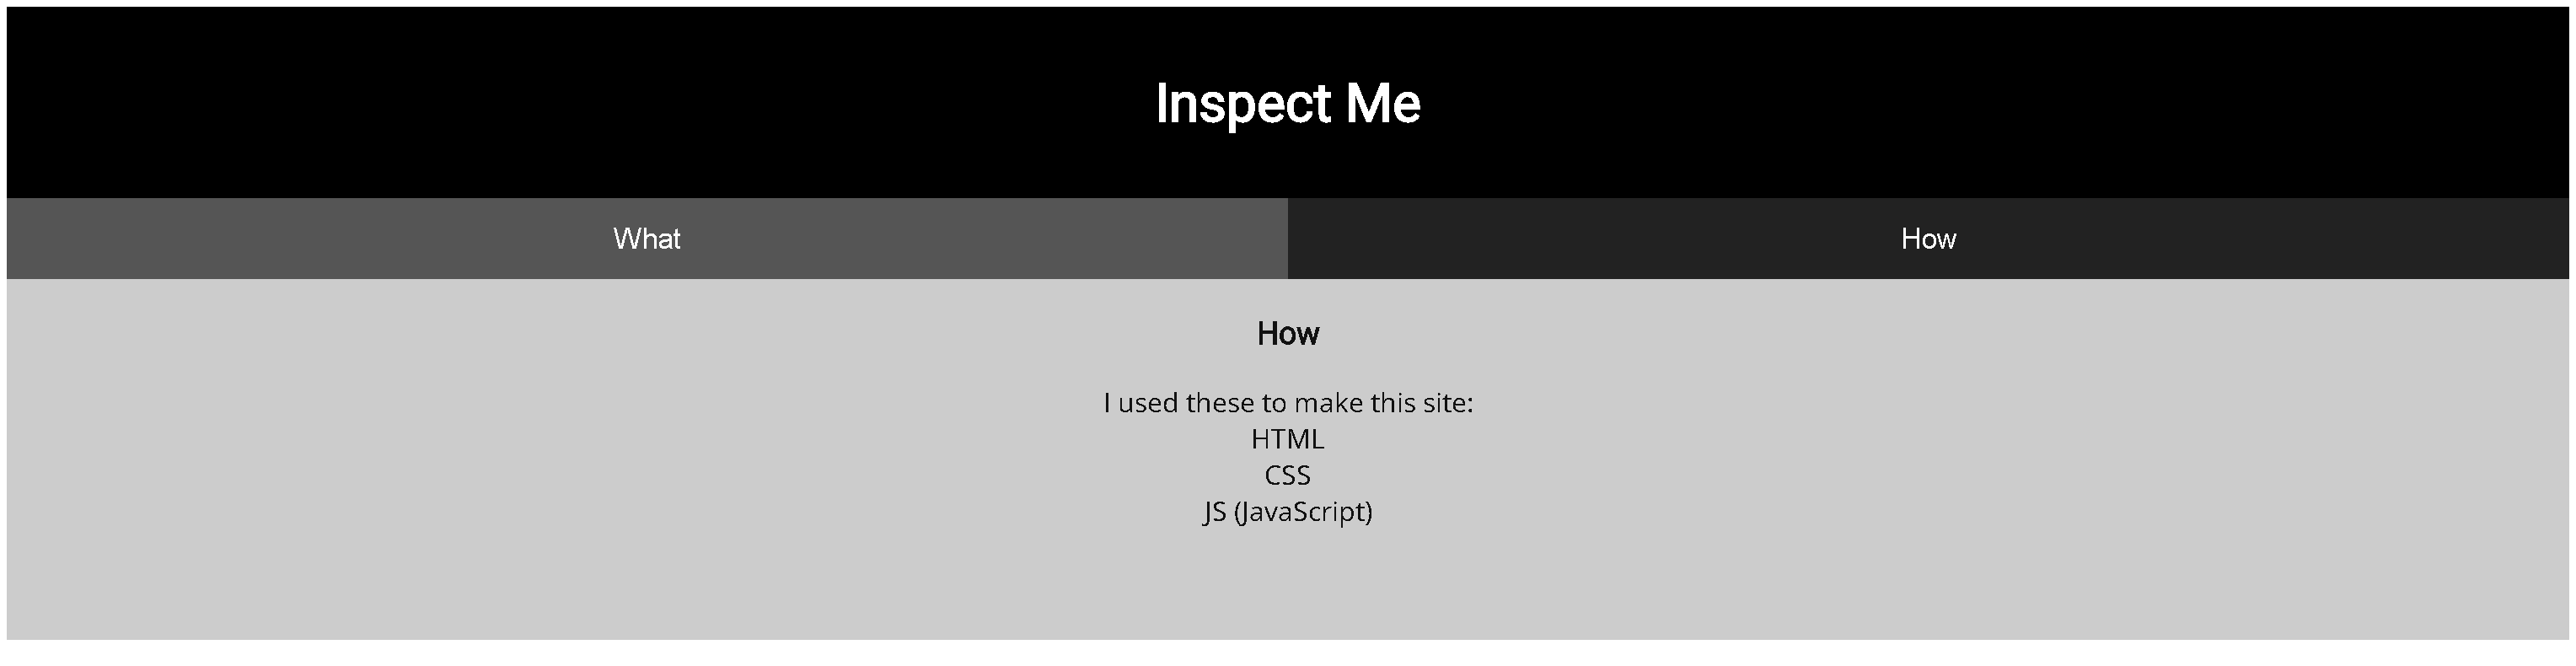 Inspect Me
What
How
How
I used these to make this site:
HTML
CSS
JS (JavaScript)